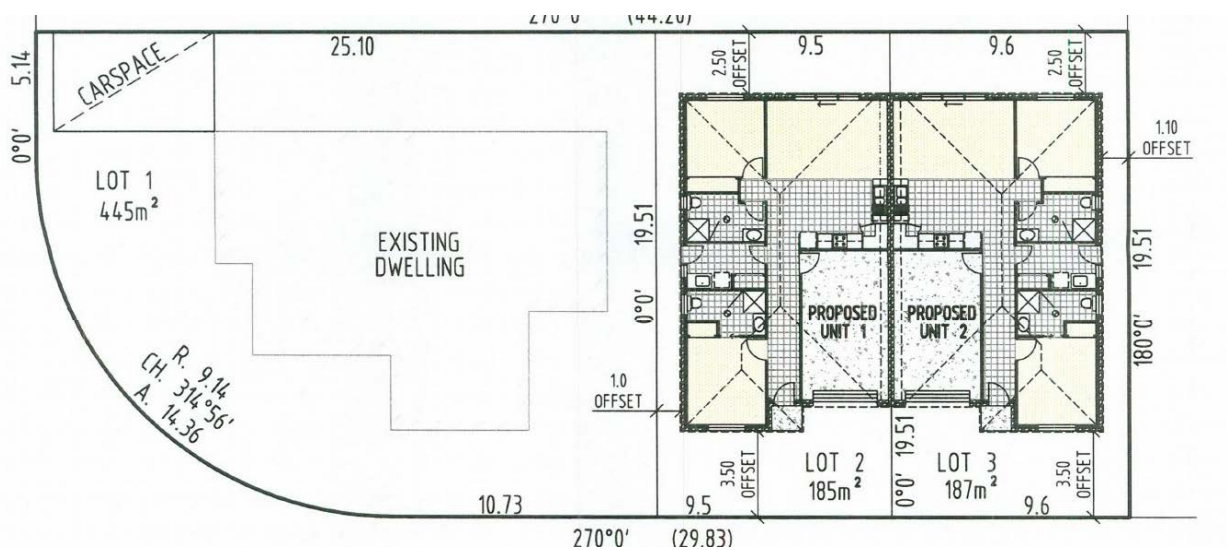 270°0' (44.20)
25.10
9.5
9.6
5.14
0°0'
CARSPACE
2.50
OFFSET
2.50
OFFSET
1.10
OFFSET
LOT 1
445m²
EXISTING
DWELLING
19.51
0°0'
19.51
180°0'
PROPOSED
UNIT 1
PROPOSED
UNIT 2
R. 9.14
CH. 314°56'
A. 14.36
1.0
OFFSET
3.50
OFFSET
LOT 2
185m²
19.51
0°0'
LOT 3
187m²
3.50
OFFSET
10.73
9.5
9.6
270°0' (29.83)